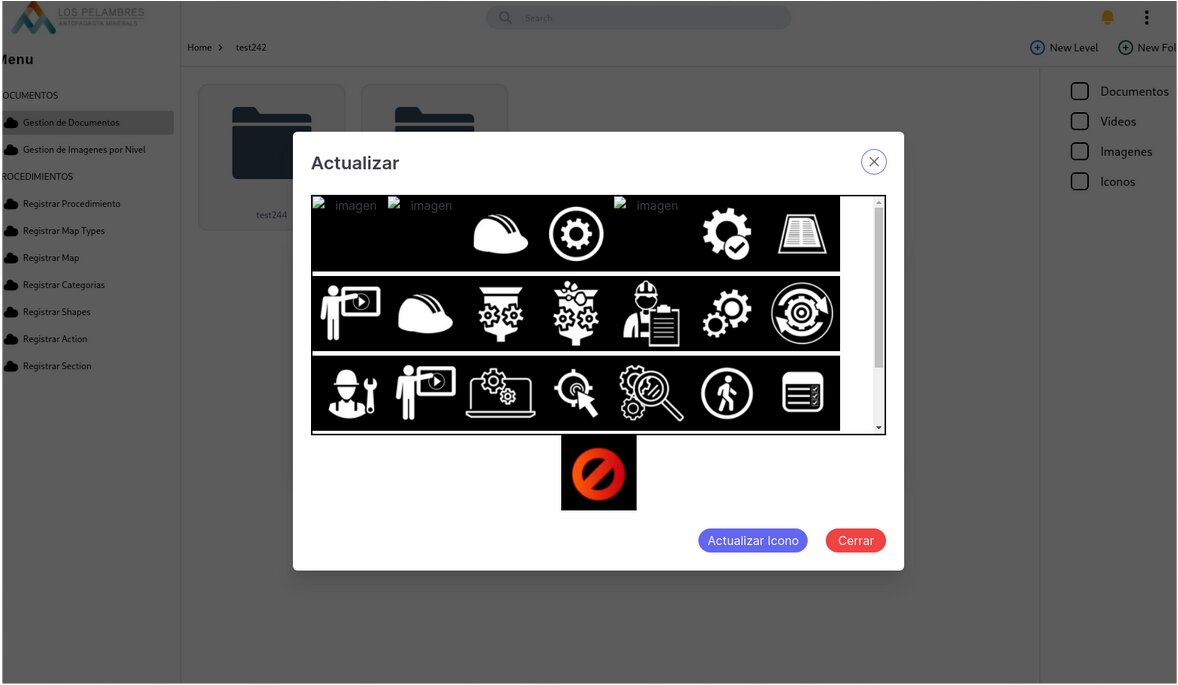 LOS PELAMBRES
ANTOFAGASTA MINERALS
Search
Home
test242
New Level
New Fol
Menu
OCUMENTOS
Gestion de Documentos
Gestion de Imagenes por Nivel
ROCEDIMIENTOS
Registrar Procedimiento
Registrar Map Types
Registrar Map
Registrar Categorias
Registrar Shapes
Registrar Action
Registrar Section
test244
Documentos
Videos
Imagenes
Iconos
Actualizar
imagen
imagen
imagen
Actualizar Icono
Cerrar